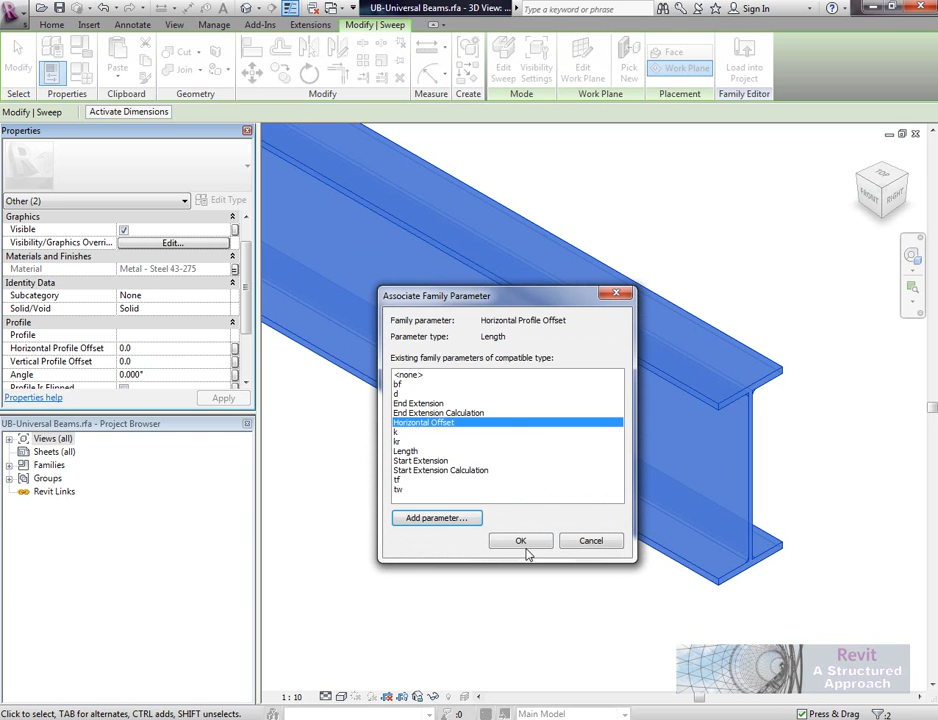 UB-Universal Beams.rfa - 3D View: ...
Type a keyword or phrase
Sign In
Home Insert Annotate View Manage Add-Ins Extensions Modify | Sweep
Modify
Paste
Cut
Join
Edit Sweep
Visibility Settings
Edit Work Plane
Pick New
Face
Work Plane
Load into Project
Select Properties Clipboard Geometry Modify Measure Create Mode Work Plane Placement Family Editor
Modify | Sweep Activate Dimensions
Properties
Other (2) Edit Type
Graphics
Visible
Visibility/Graphics Overri... Edit...
Materials and Finishes
Material Metal - Steel 43-275
Identity Data
Subcategory None
Solid/Void Solid
Profile
Profile
Horizontal Profile Offset 0.0
Vertical Profile Offset 0.0
Angle 0.000°
Profile Is Flipped
Properties help Apply
UB-Universal Beams.rfa - Project Browser
Views (all)
Sheets (all)
Families
Groups
Revit Links
TOP
FRONT
RIGHT
Associate Family Parameter
Family parameter: Horizontal Profile Offset
Parameter type: Length
Existing family parameters of compatible type:
<none>
bf
d
End Extension
End Extension Calculation
Horizontal Offset
k
kr
Length
Start Extension
Start Extension Calculation
tf
tw
Add parameter...
OK Cancel
Revit
A Structured
Approach
1 : 10
Click to select, TAB for alternates, CTRL adds, SHIFT unselects. :0 Main Model Press & Drag :2